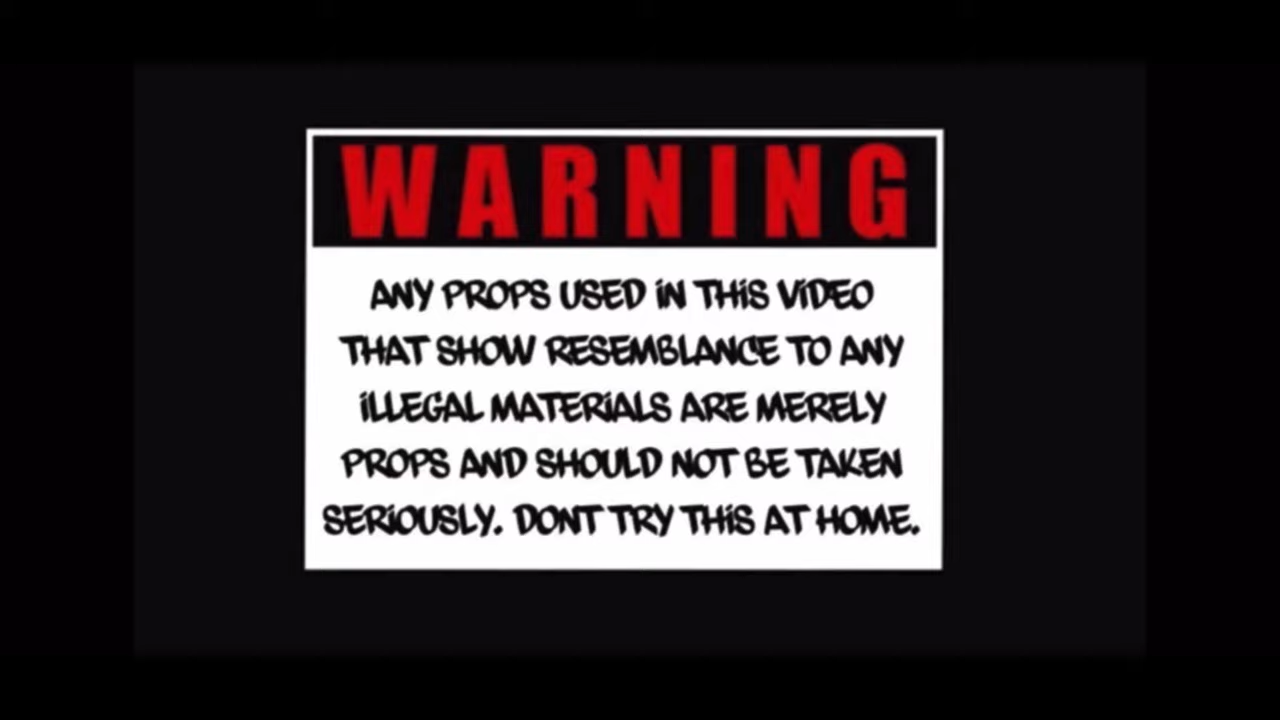 WARNING
ANY PROPS USED iN THiS ViDEO
THAT SHOW RESEMBLANCE TO ANY
iLLEGAL MATERiALS ARE MERELY
PROPS AND SHOULD NOT BE TAKEN
SERiOUSLY. DONT TRY THiS AT HOME.